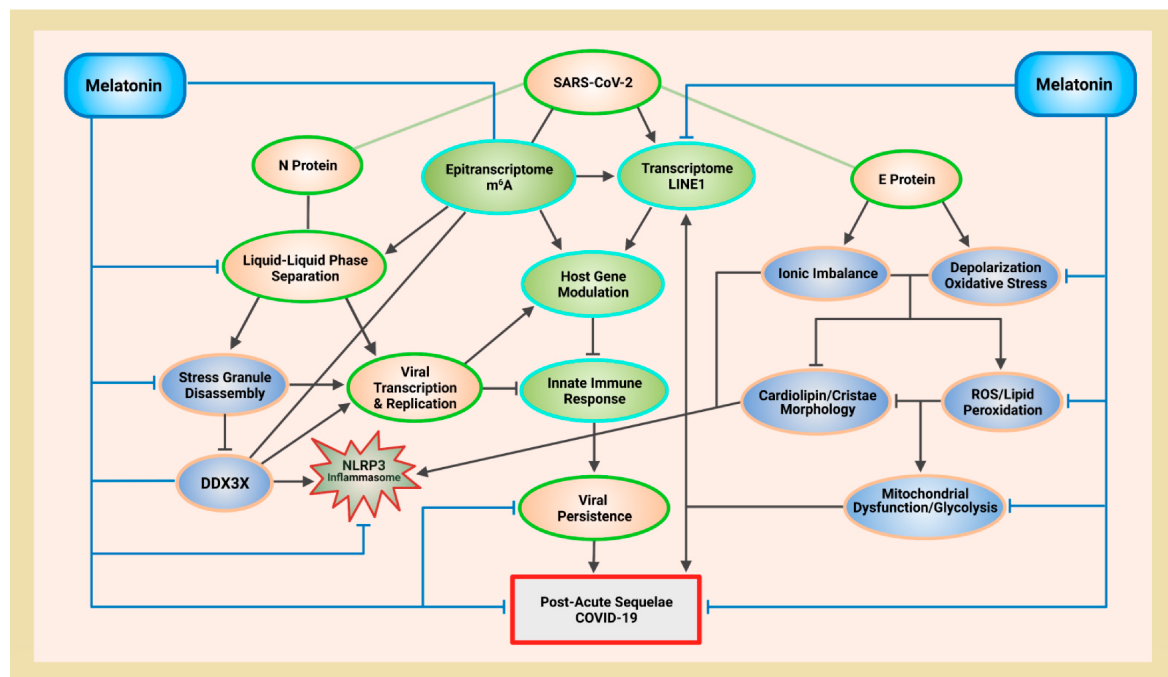 Melatonin
SARS-CoV-2
Melatonin
N Protein
Epitranscriptome
m⁶A
Transcriptome
LINE1
E Protein
Liquid-Liquid Phase
Separation
Host Gene
Modulation
Ionic Imbalance
Depolarization
Oxidative Stress
Stress Granule
Disassembly
Viral
Transcription
& Replication
Innate Immune
Response
Cardiolipin/Cristae
Morphology
ROS/Lipid
Peroxidation
DDX3X
NLRP3
Inflammasome
Viral
Persistence
Mitochondrial
Dysfunction/Glycolysis
Post-Acute Sequelae
COVID-19